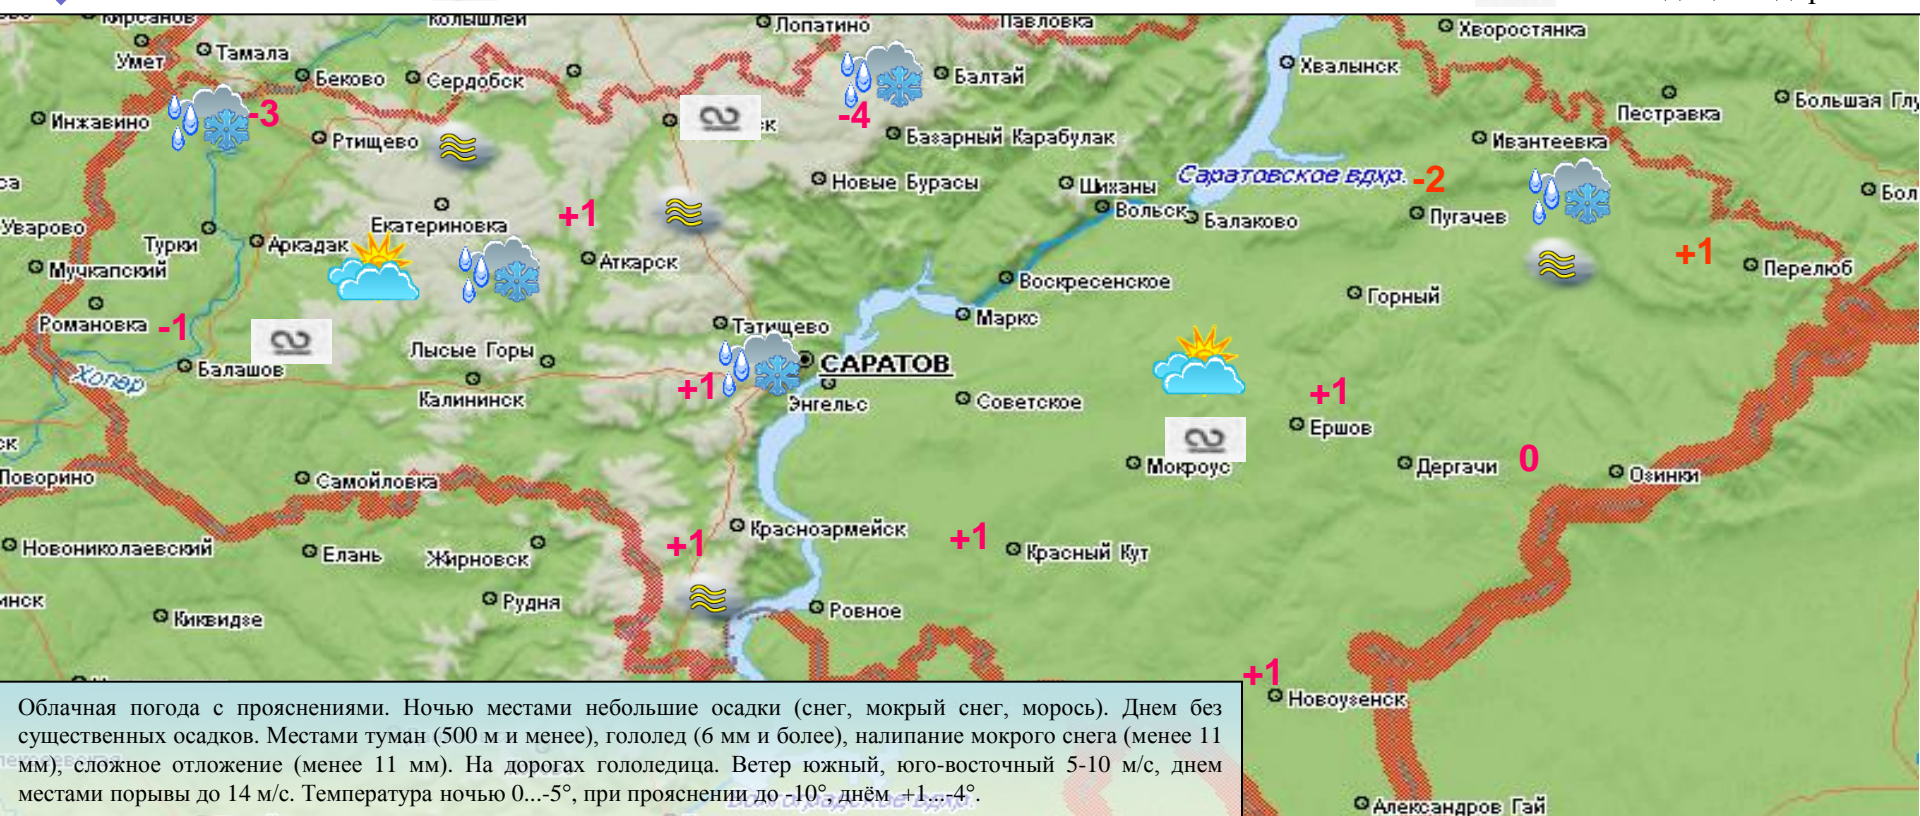 Кирсанов
Колышлей
Лопатино
Павловка
Хворостянка
Умет
Тамала
Беково
Сердобск
Балтай
Хвалынск
Пестравка
Большая Глу
Инжавино
-3
Ртищево
ск
-4
Базарный Карабулак
Ивантеевка
са
Новые Бурасы
Шиханы
Саратовское вдхр.
-2
Бол
Уварово
Турки
Екатериновка
+1
Вольск
Балаково
Пугачев
Аркадак
Аткарск
+1
Перелюб
Мучкапский
Воскресенское
Горный
Романовка
-1
Татищево
Маркс
Хопер
Балашов
Лысые Горы
САРАТОВ
Калининск
+1
Энгельс
Советское
+1
Ершов
ск
Поворино
Самойловка
Мокроус
Дергачи
0
Озинки
Новониколаевский
Елань
Жирновск
+1
Красноармейск
+1
Красный Кут
инск
Киквидзе
Рудня
Ровное
+1
Новоузенск
Облачная погода с прояснениями. Ночью местами небольшие осадки (снег, мокрый снег, морось). Днем без
существенных осадков. Местами туман (500 м и менее), гололед (6 мм и более), налипание мокрого снега (менее 11
мм), сложное отложение (менее 11 мм). На дорогах гололедица. Ветер южный, юго-восточный 5-10 м/с, днем
местами порывы до 14 м/с. Температура ночью 0...-5°, при прояснении до -10°, днём +1...-4°.
Александров Гай